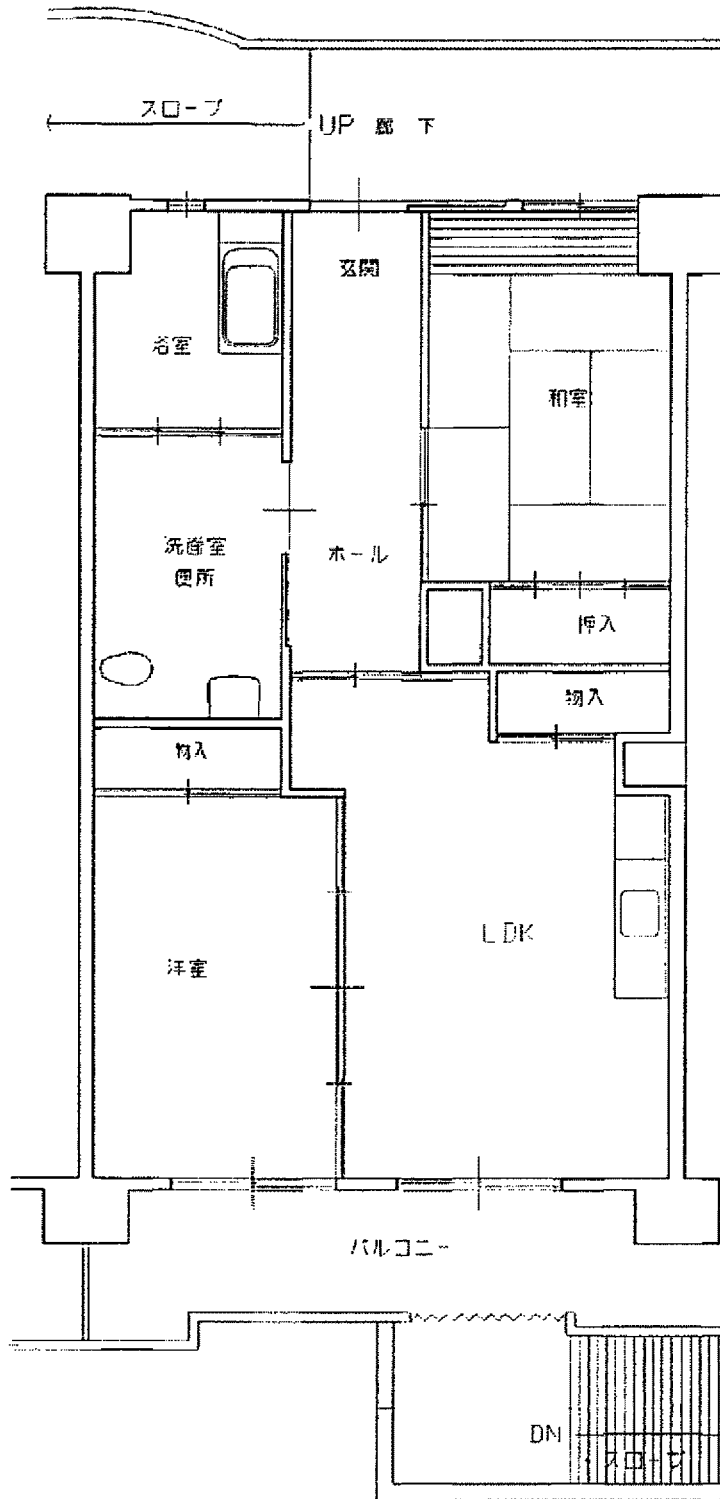 スロープ
UP 廊下
玄関
浴室
和室
洗面室
便所
ホール
押入
物入
物入
LDK
洋室
バルコニー
DN
スロープ